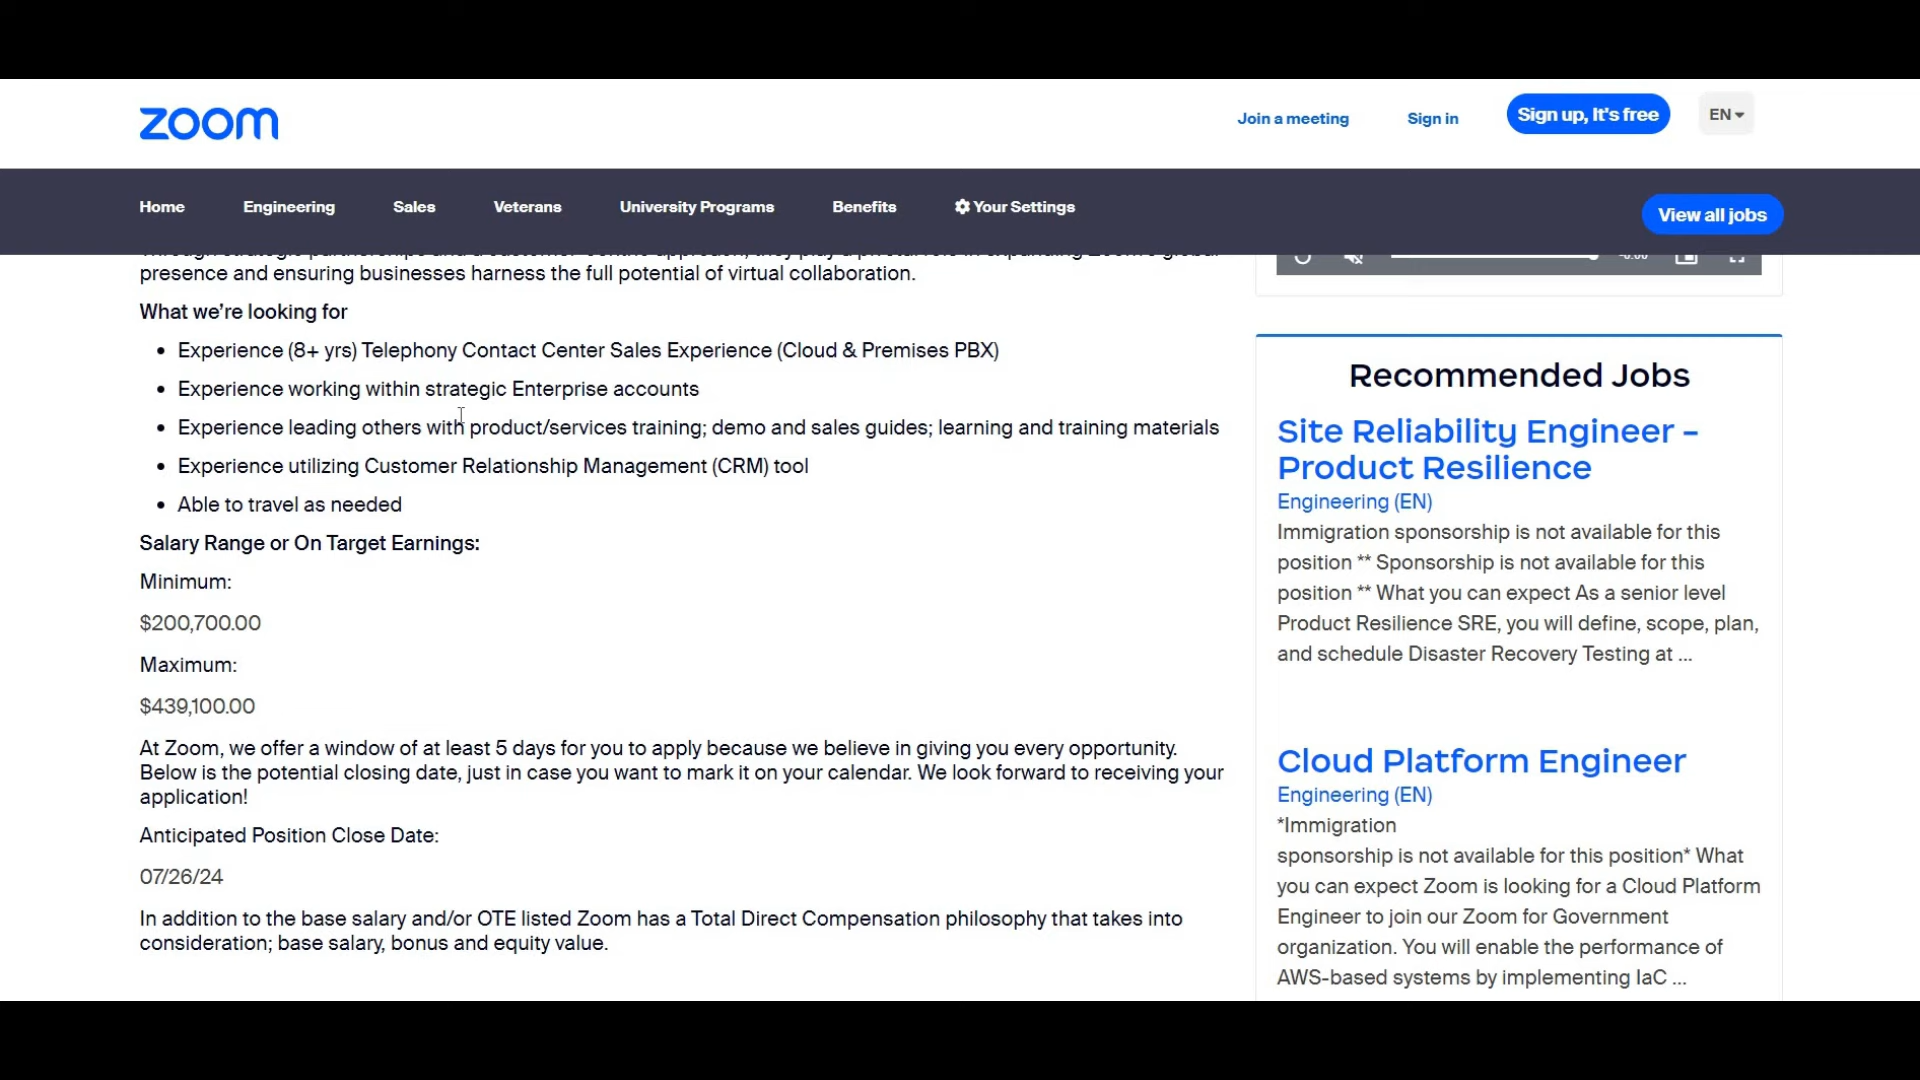 zoom
Join a meeting
Sign in
Sign up, It's free
EN
Home
Engineering
Sales
Veterans
University Programs
Benefits
Your Settings
View all jobs
presence and ensuring businesses harness the full potential of virtual collaboration.
What we’re looking for
• Experience (8+ yrs) Telephony Contact Center Sales Experience (Cloud & Premises PBX)
• Experience working within strategic Enterprise accounts
• Experience leading others with product/services training; demo and sales guides; learning and training materials
• Experience utilizing Customer Relationship Management (CRM) tool
• Able to travel as needed
Salary Range or On Target Earnings:
Minimum:
$200,700.00
Maximum:
$439,100.00
At Zoom, we offer a window of at least 5 days for you to apply because we believe in giving you every opportunity.
Below is the potential closing date, just in case you want to mark it on your calendar. We look forward to receiving your
application!
Anticipated Position Close Date:
07/26/24
In addition to the base salary and/or OTE listed Zoom has a Total Direct Compensation philosophy that takes into
consideration; base salary, bonus and equity value.
Recommended Jobs
Site Reliability Engineer –
Product Resilience
Engineering (EN)
Immigration sponsorship is not available for this
position ** Sponsorship is not available for this
position ** What you can expect As a senior level
Product Resilience SRE, you will define, scope, plan,
and schedule Disaster Recovery Testing at ...
Cloud Platform Engineer
Engineering (EN)
*Immigration
sponsorship is not available for this position* What
you can expect Zoom is looking for a Cloud Platform
Engineer to join our Zoom for Government
organization. You will enable the performance of
AWS-based systems by implementing IaC ...